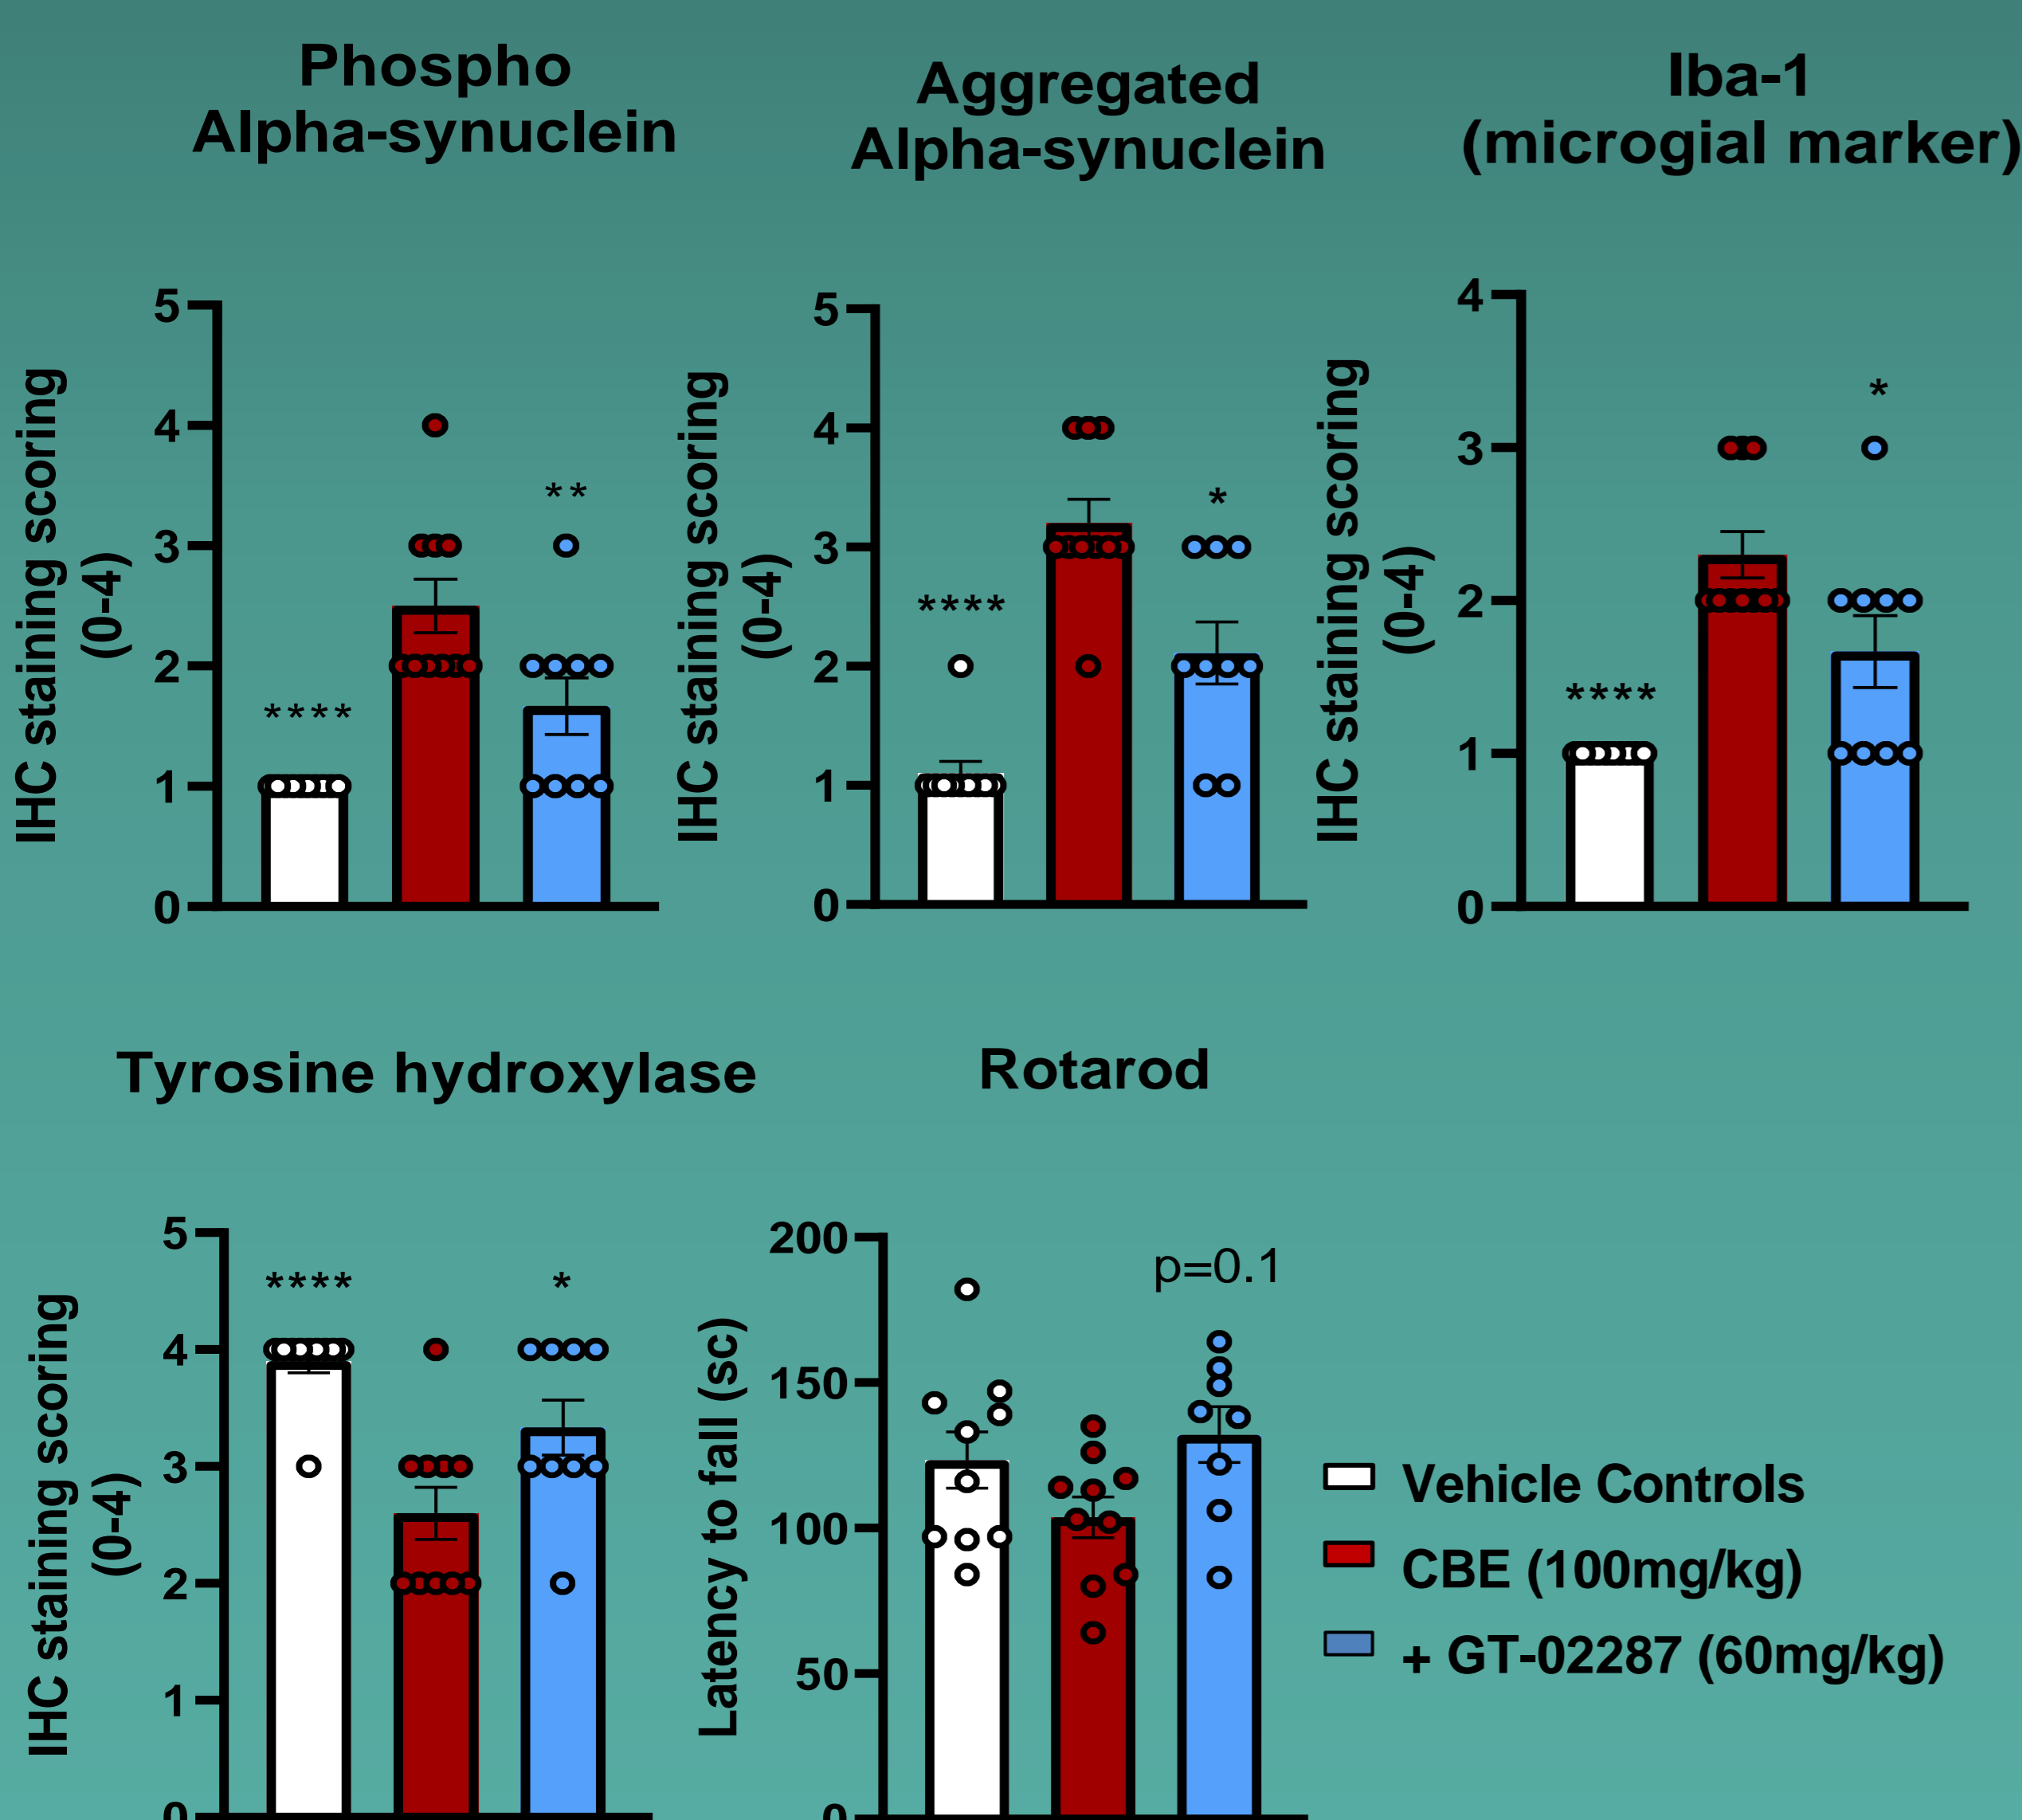 Phospho
Alpha-synuclein
Aggregated
Alpha-synuclein
Iba-1
(microgial marker)
IHC staining scoring
(0-4)
5
4
3
2
1
0
****
**
IHC staining scoring
(0-4)
5
4
3
2
1
0
****
*
IHC staining scoring
(0-4)
4
3
2
1
0
****
*
Tyrosine hydroxylase
Rotarod
IHC staining scoring
(0-4)
5
4
3
2
1
0
****
*
Latency to fall (sc)
200
150
100
50
0
p=0.1
Vehicle Controls
CBE (100mg/kg)
+ GT-02287 (60mg/kg)